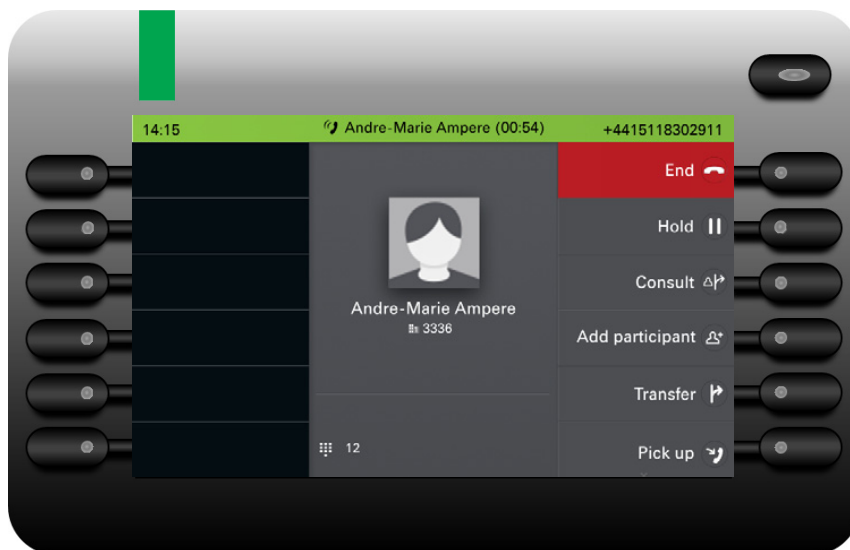 14:15 Andre-Marie Ampere (00:54) +4415118302911
End
Hold
Consult
Andre-Marie Ampere
3336
Add participant
Transfer
12
Pick up